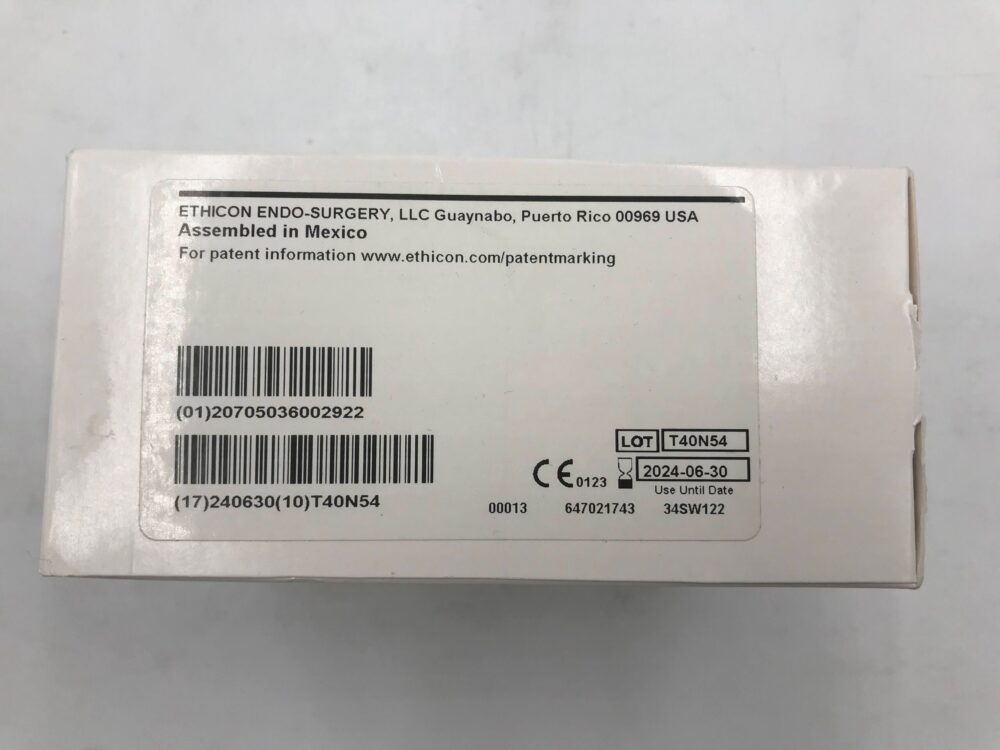 ETHICON ENDO-SURGERY, LLC Guaynabo, Puerto Rico 00969 USA
Assembled in Mexico
For patent information www.ethicon.com/patentmarking
(01)20705036002922
LOT T40N54
CE 0123 2024-06-30
Use Until Date
(17)240630(10)T40N54
00013 647021743 34SW122